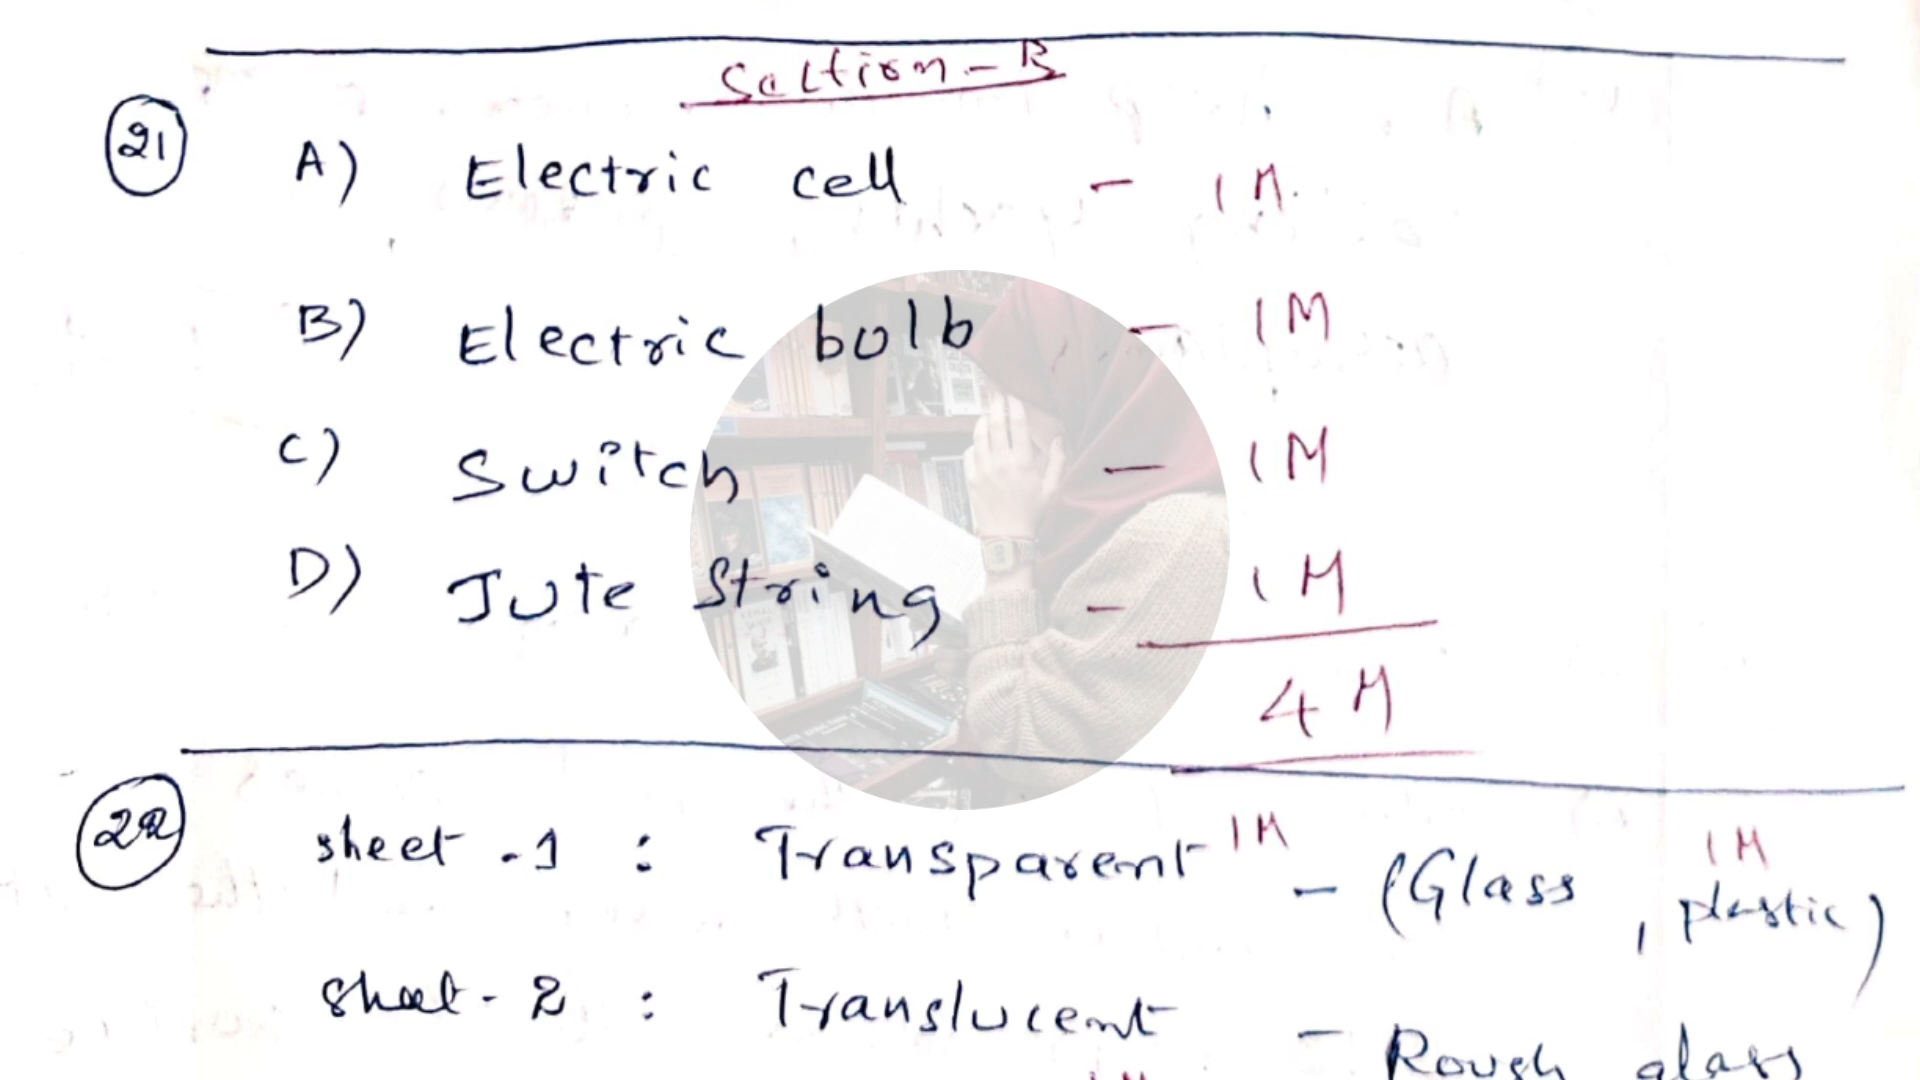 Section - B
21 A) Electric cell - 1M.
B) Electric bulb - 1M
C) Switch - 1M
D) Jute String - 1M
4M
22 sheet - 1 : Transparent 1M - (Glass, plastic) 1M
sheet - 2 : Translucent - Rough glass